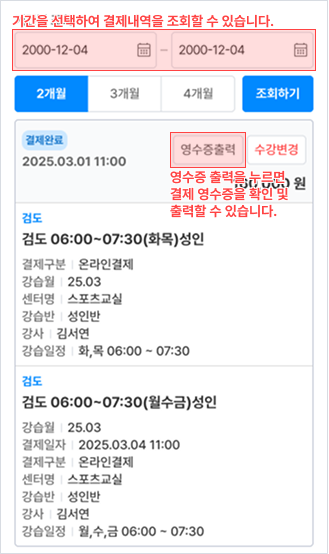 기간을 선택하여 결제내역을 조회할 수 있습니다.
2000-12-04 – 2000-12-04
2개월 3개월 4개월 조회하기
결제완료
2025.03.01 11:00
영수증출력 수강변경
영수증 출력을 누르면
결제 영수증을 확인 및
출력할 수 있습니다.
000 원
검도
검도 06:00~07:30(화목)성인
결제구분 온라인결제
강습월 25.03
센터명 스포츠교실
강습반 성인반
강사 김서연
강습일정 화,목 06:00 ~ 07:30
검도
검도 06:00~07:30(월수금)성인
강습월 25.03
결제일자 2025.03.04 11:00
결제구분 온라인결제
센터명 스포츠교실
강습반 성인반
강사 김서연
강습일정 월,수,금 06:00 ~ 07:30